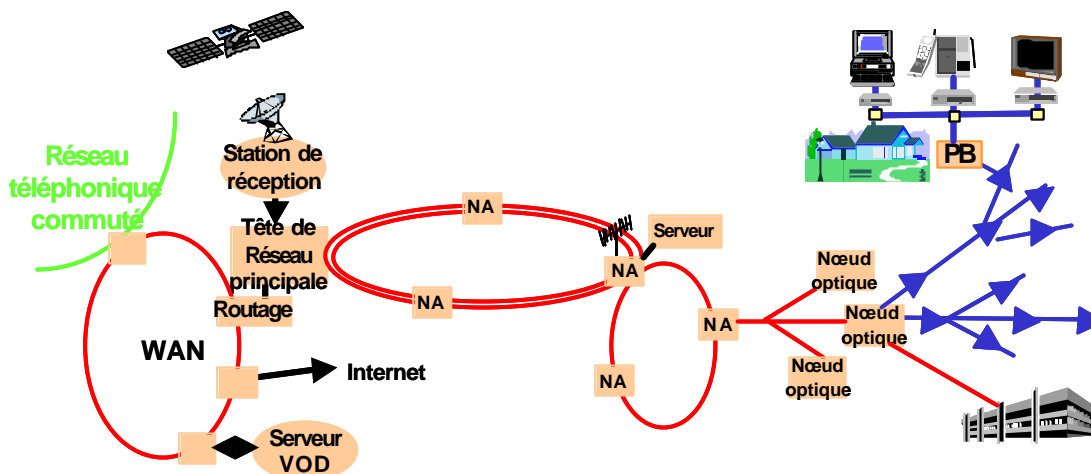 Réseau
téléphonique
commuté
Station de
réception
Tête de
Réseau
principale
Routage
WAN
Internet
Serveur
VOD
NA
NA
NA
Serveur
NA
NA
Nœud
optique
Nœud
optique
Nœud
optique
PB